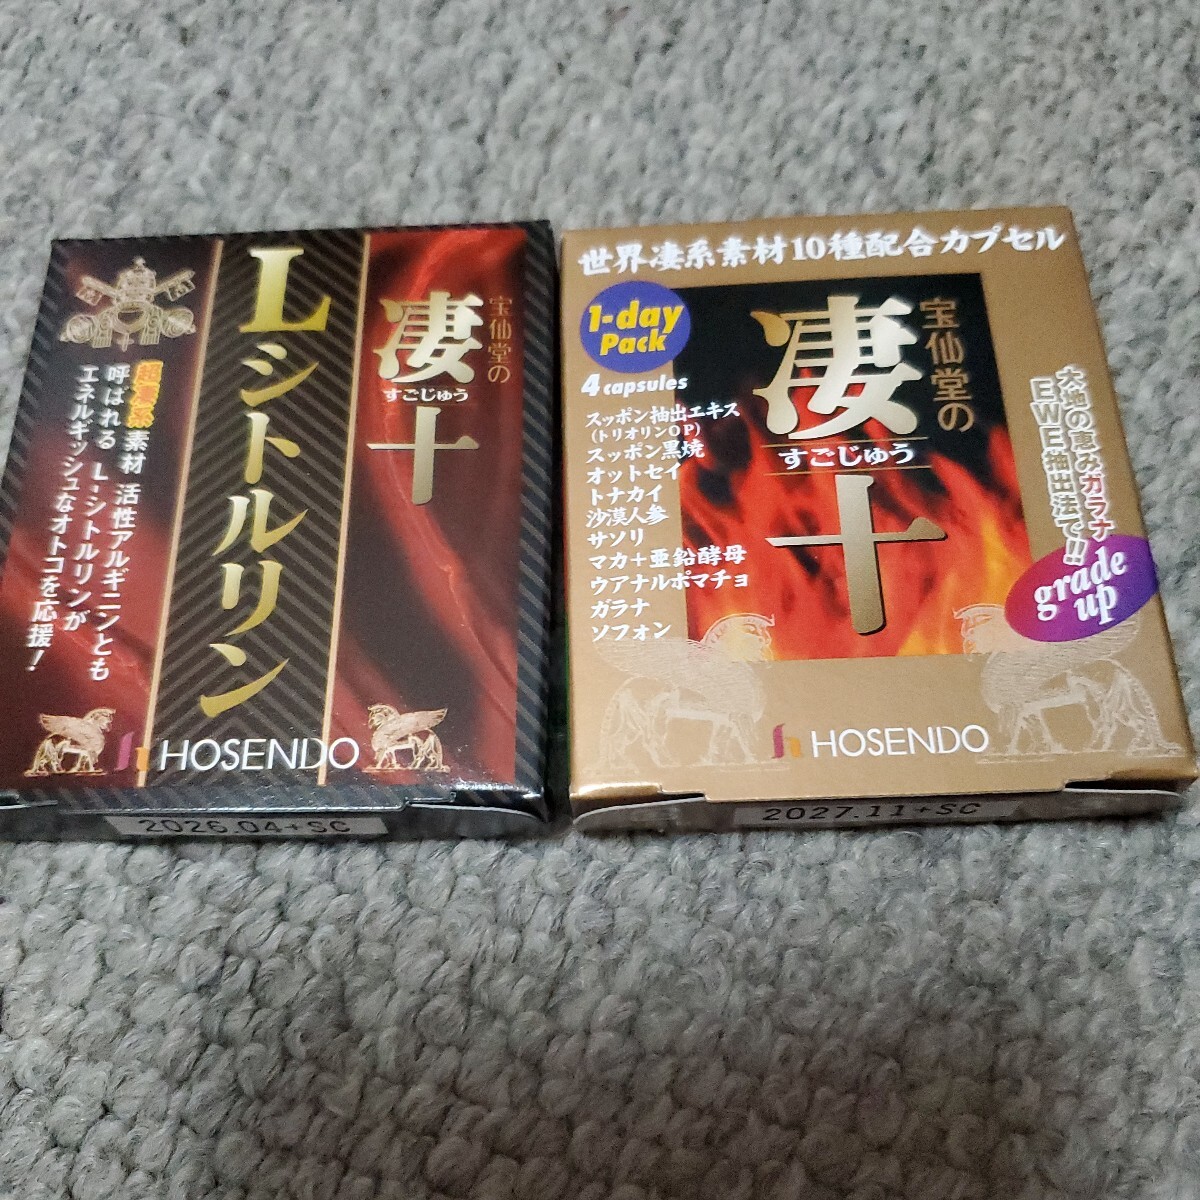 宝仙堂の
凄十
すごじゅう
Lシトルリン
超凄系素材 活性アルギニンとも
呼ばれる L-シトルリンが
エネルギッシュなオトコを応援!
HOSENDO
2026.04+SC
世界凄系素材10種配合カプセル
1-day
Pack
4 capsules
スッポン抽出エキス
(トリオリンOP)
スッポン黒焼
オットセイ
トナカイ
沙漠人参
サソリ
マカ+亜鉛酵母
ウアナルポマチョ
ガラナ
ソフォン
宝仙堂の
凄十
すごじゅう
大地の恵みガラナ
EWE抽出法で!!
grade
up
HOSENDO
2027.11+SC